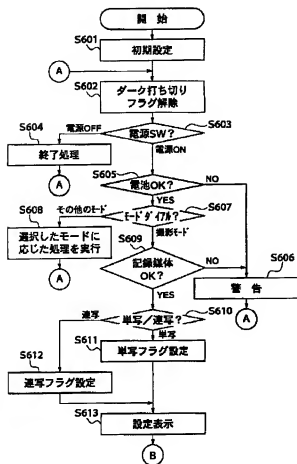 開 始
S601
初期設定
A
S602
ダーク打ち切り
フラグ解除
S604
電源OFF
S603
電源SW?
終了処理
電源ON
A
S605
電池OK?
NO
YES
S608
その他のモード
S607
モードダイアル?
選択したモードに
応じた処理を実行
S609
撮影モード
記録媒体
OK?
NO
S606
A
YES
警 告
連写
単写/連写?
S610
A
S611
単写
S612
単写フラグ設定
連写フラグ設定
S613
設定表示
B